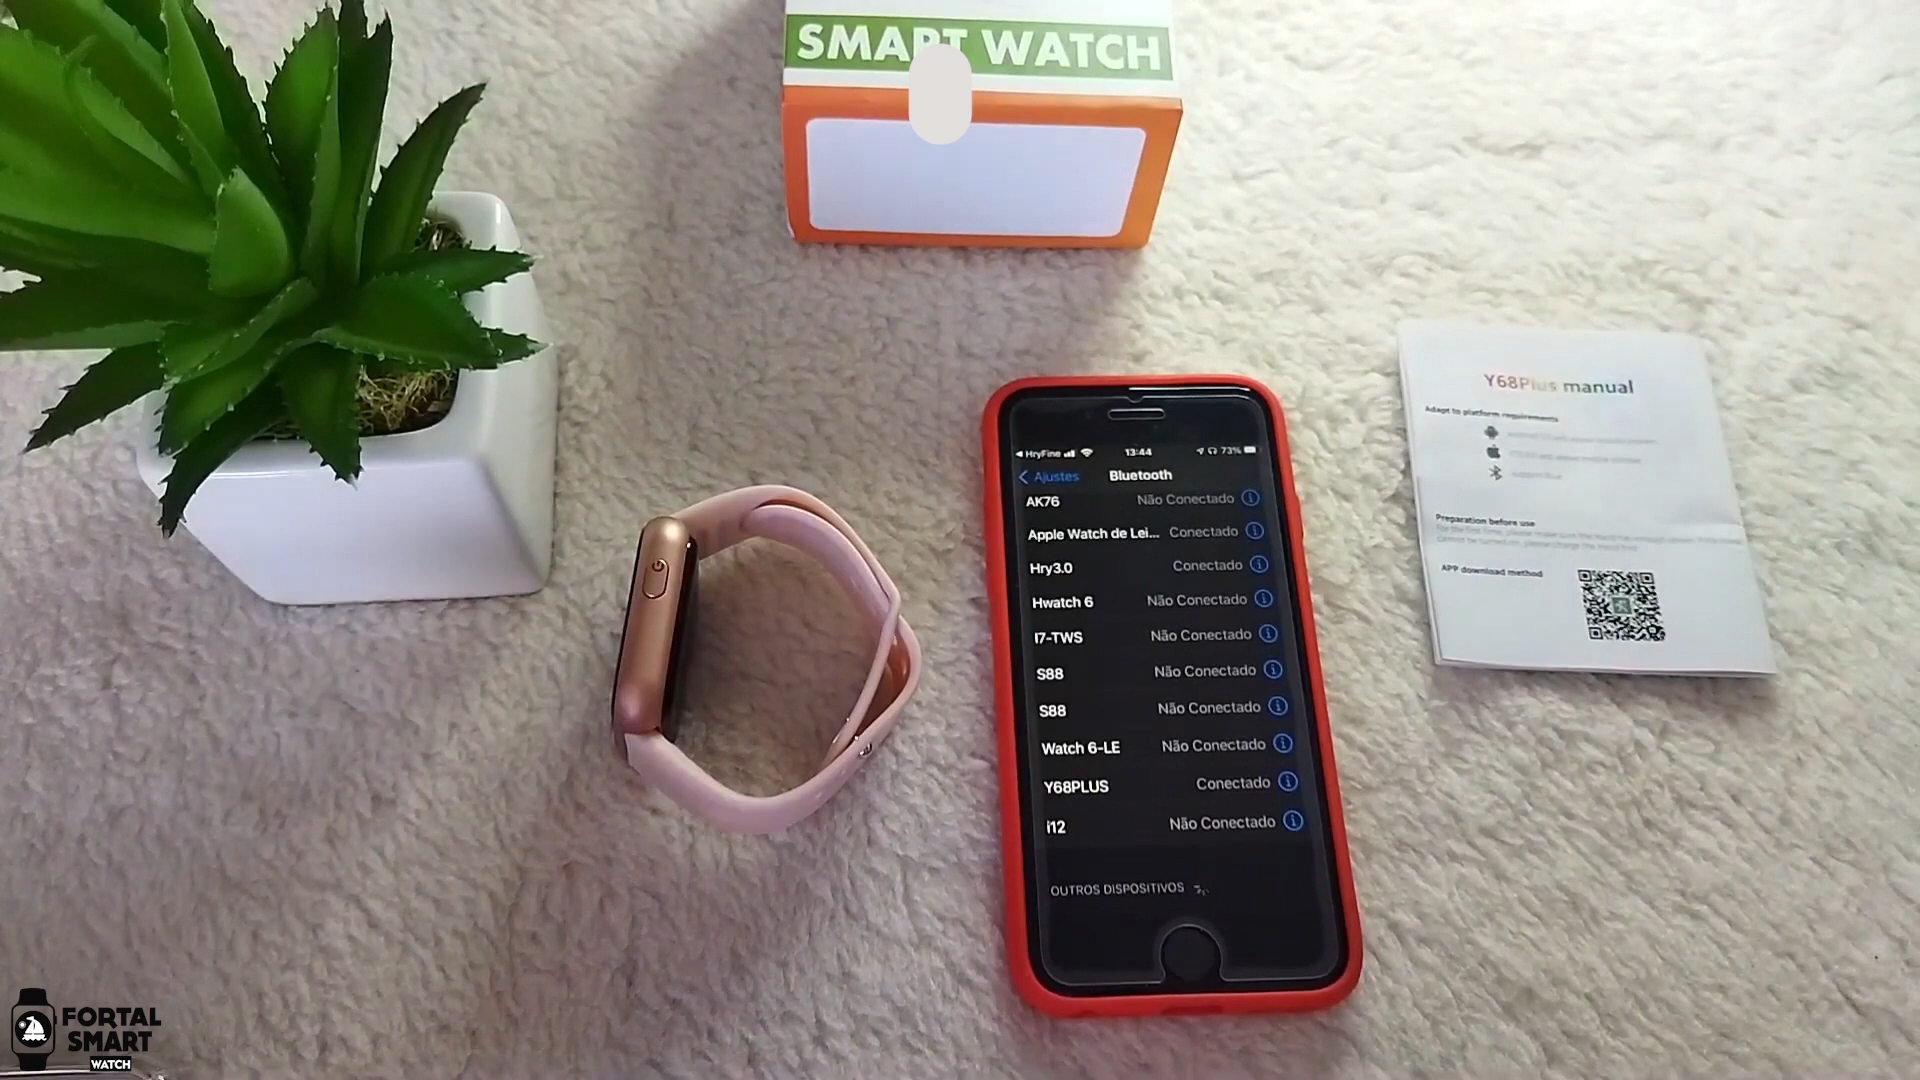 SMART WATCH
HryFine 13:44 73%
Ajustes Bluetooth
AK76 Não Conectado
Apple Watch de Lei... Conectado
Hry3.0 Conectado
Hwatch 6 Não Conectado
I7-TWS Não Conectado
S88 Não Conectado
S88 Não Conectado
Watch 6-LE Não Conectado
Y68PLUS Conectado
i12 Não Conectado
OUTROS DISPOSITIVOS
Y68Plus manual
Adapt to platform requirements
Preparation before use
APP download method
FORTAL
SMART
WATCH